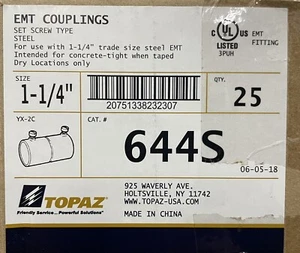 EMT COUPLINGS
SET SCREW TYPE
STEEL
For use with 1-1/4" trade size steel EMT
Intended for concrete-tight when taped
Dry Locations only
C UL US
LISTED
3PUH
EMT
FITTING
SIZE
1-1/4"
20751338232307
QTY.
25
YX-2C
CAT.#
644S
06-05-18
TOPAZ
Friendly Service... Powerful Solutions®
925 WAVERLY AVE.
HOLTSVILLE, NY 11742
WWW.TOPAZ-USA.COM
MADE IN CHINA